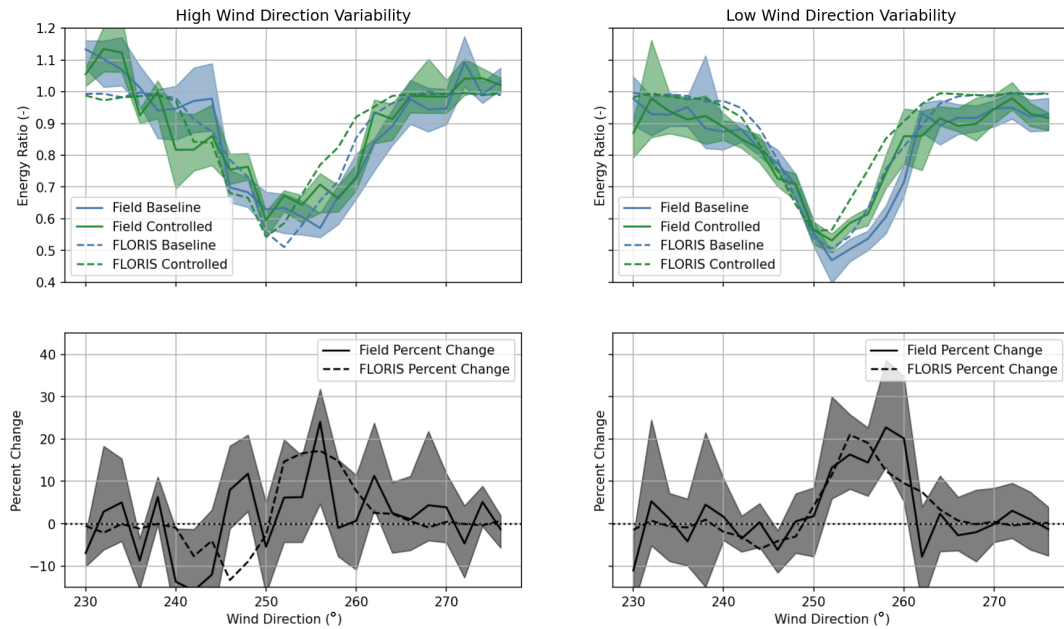 High Wind Direction Variability
Low Wind Direction Variability
1.2
1.1
1.0
0.9
0.8
0.7
0.6
0.5
0.4
Energy Ratio (-)
Field Baseline
Field Controlled
FLORIS Baseline
FLORIS Controlled
Energy Ratio (-)
Field Baseline
Field Controlled
FLORIS Baseline
FLORIS Controlled
40
30
20
10
0
−10
Percent Change
Field Percent Change
FLORIS Percent Change
230
240
250
260
270
Wind Direction (°)
Percent Change
Field Percent Change
FLORIS Percent Change
230
240
250
260
270
Wind Direction (°)